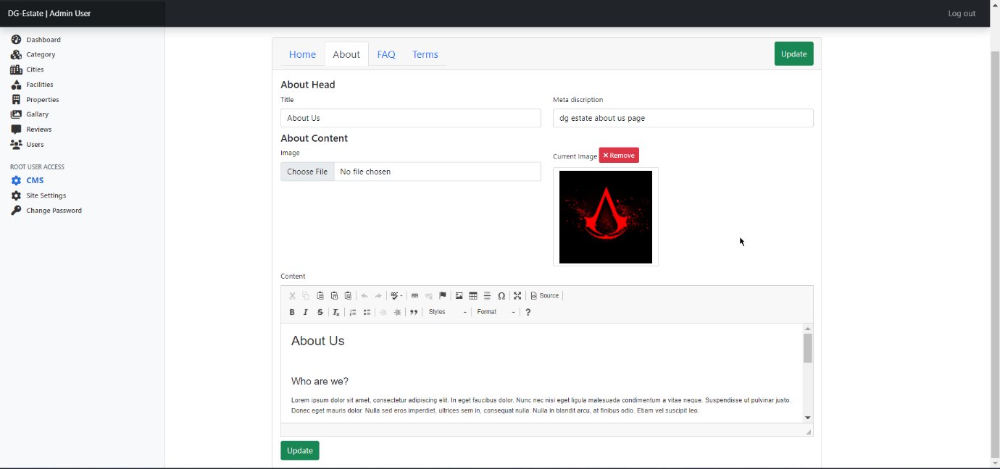 DG-Estate | Admin User
Log out
Dashboard
Category
Cities
Facilities
Properties
Gallary
Reviews
Users
ROOT USER ACCESS
CMS
Site Settings
Change Password
Home About FAQ Terms
Update
About Head
Title
About Us
Meta discription
dg estate about us page
About Content
Image
Choose File No file chosen
Current Image × Remove
Content
ABC
Ω
Source
B I S Ix
Styles
Format
?
About Us
Who are we?
Lorem ipsum dolor sit amet, consectetur adipiscing elit. In eget faucibus dolor. Nunc nec nisi eget ligula malesuada condimentum a vitae neque. Suspendisse ut pulvinar justo.
Donec eget mauris dolor. Nulla sed eros imperdiet, ultrices sem in, consequat nulla. Nulla in blandit arcu, at finibus odio. Etiam vel suscipit leo.
Update